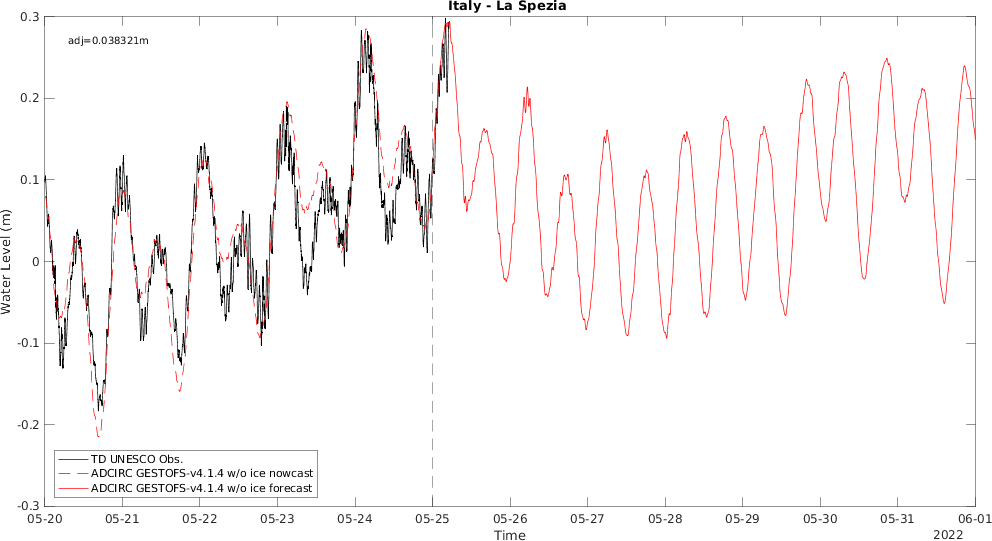 Italy - La Spezia
adj=0.038321m
0.3
0.2
0.1
0
-0.1
-0.2
-0.3
Water Level (m)
TD UNESCO Obs.
ADCIRC GESTOFS-v4.1.4 w/o ice nowcast
ADCIRC GESTOFS-v4.1.4 w/o ice forecast
05-20 05-21 05-22 05-23 05-24 05-25 05-26 05-27 05-28 05-29 05-30 05-31 06-01
Time
2022